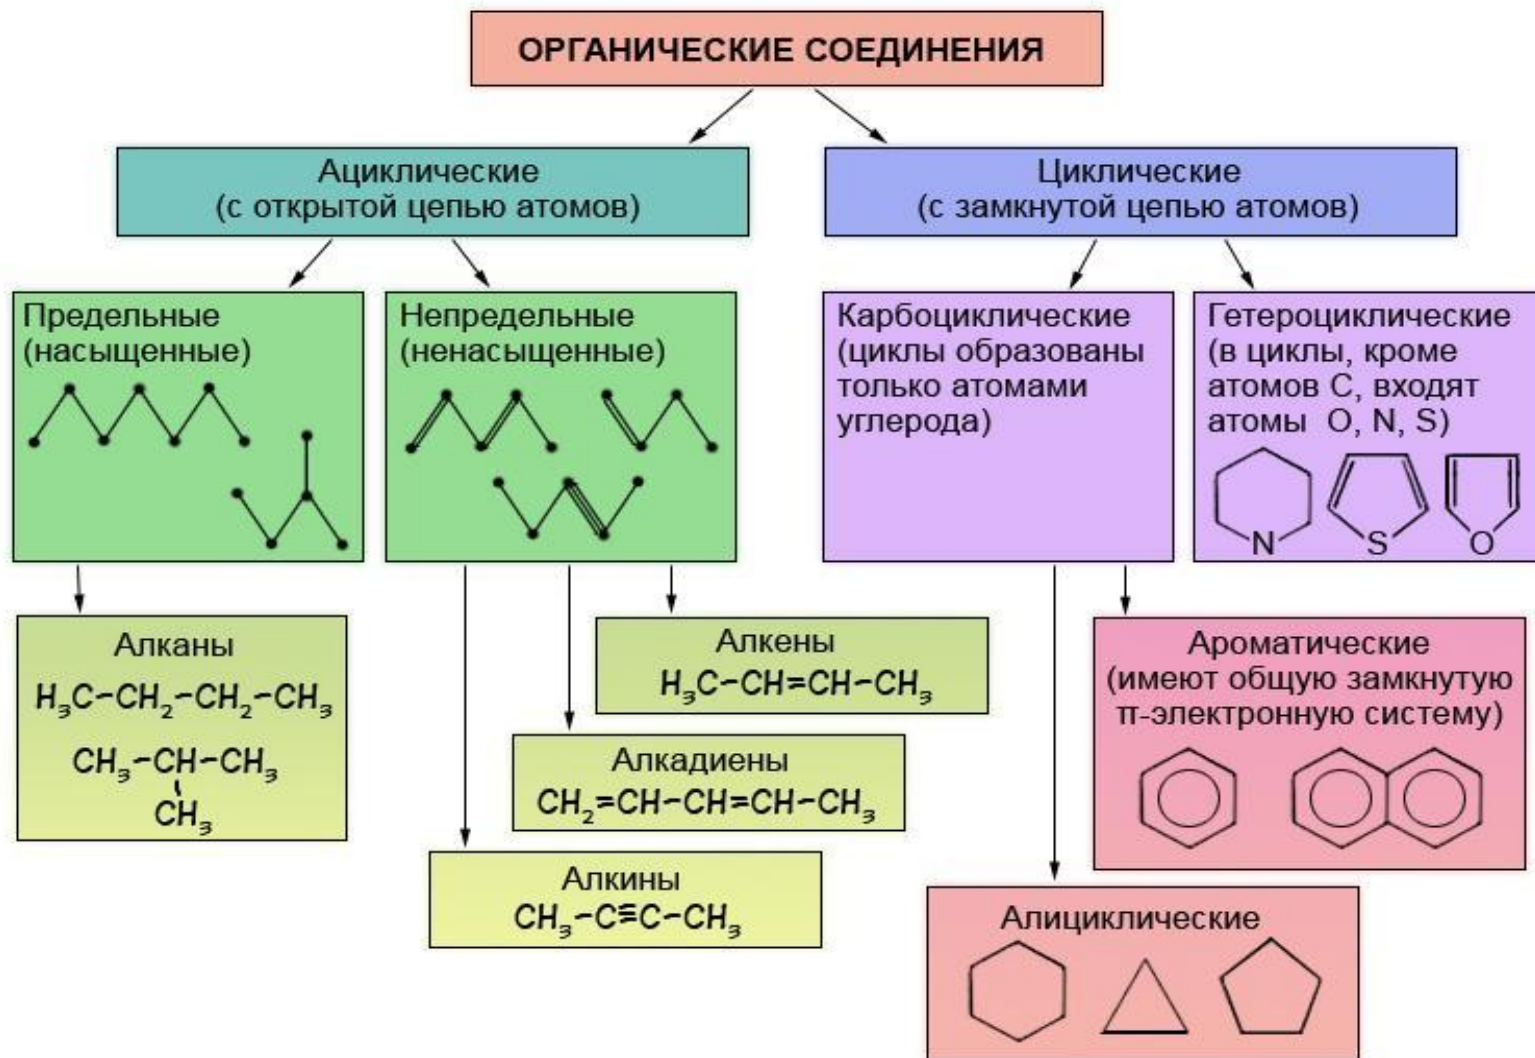 ОРГАНИЧЕСКИЕ СОЕДИНЕНИЯ
Ациклические
(с открытой цепью атомов)
Циклические
(с замкнутой цепью атомов)
Предельные
(насыщенные)
Непредельные
(ненасыщенные)
Карбоциклические
(циклы образованы
только атомами
углерода)
Гетероциклические
(в циклы, кроме
атомов С, входят
атомы O, N, S)
N
S
O
Алканы
H₃C-CH₂-CH₂-CH₃
CH₃-CH-CH₃
CH₃
Алкены
H₃C-CH=CH-CH₃
Алкадиены
CH₂=CH-CH=CH-CH₃
Алкины
CH₃-C≡C-CH₃
Ароматические
(имеют общую замкнутую
π-электронную систему)
Алициклические